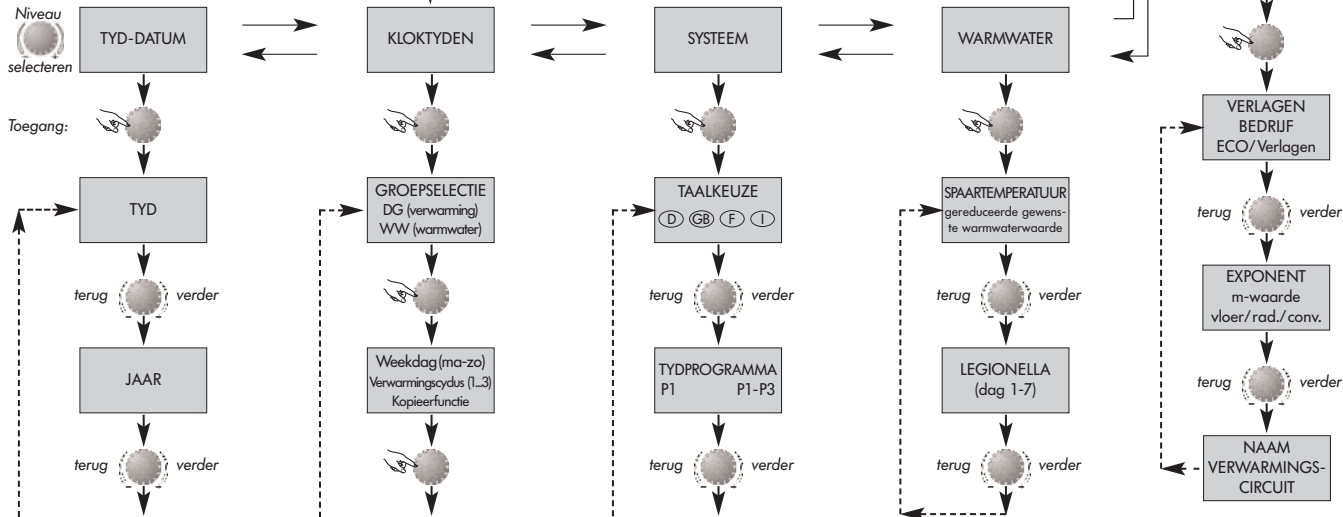 Niveau
selecteren
TYD-DATUM
KLOKTYDEN
SYSTEEM
WARMWATER
Toegang:
TYD
terug verder
JAAR
terug verder
GROEPSELECTIE
DG (verwarming)
WW (warmwater)
Weekdag (ma-zo)
Verwarmingscydus (1...3)
Kopieerfunctie
TAALKEUZE
D GB F I
terug verder
TYDPROGRAMMA
P1 P1-P3
terug verder
SPAARTEMPERATUUR
gereduceerde gewens-
te warmwaterwaarde
terug verder
LEGIONELLA
(dag 1-7)
terug verder
VERLAGEN
BEDRIJF
ECO/Verlagen
terug verder
EXPONENT
m-waarde
vloer/rad./conv.
terug verder
NAAM
VERWARMINGS-
CIRCUIT